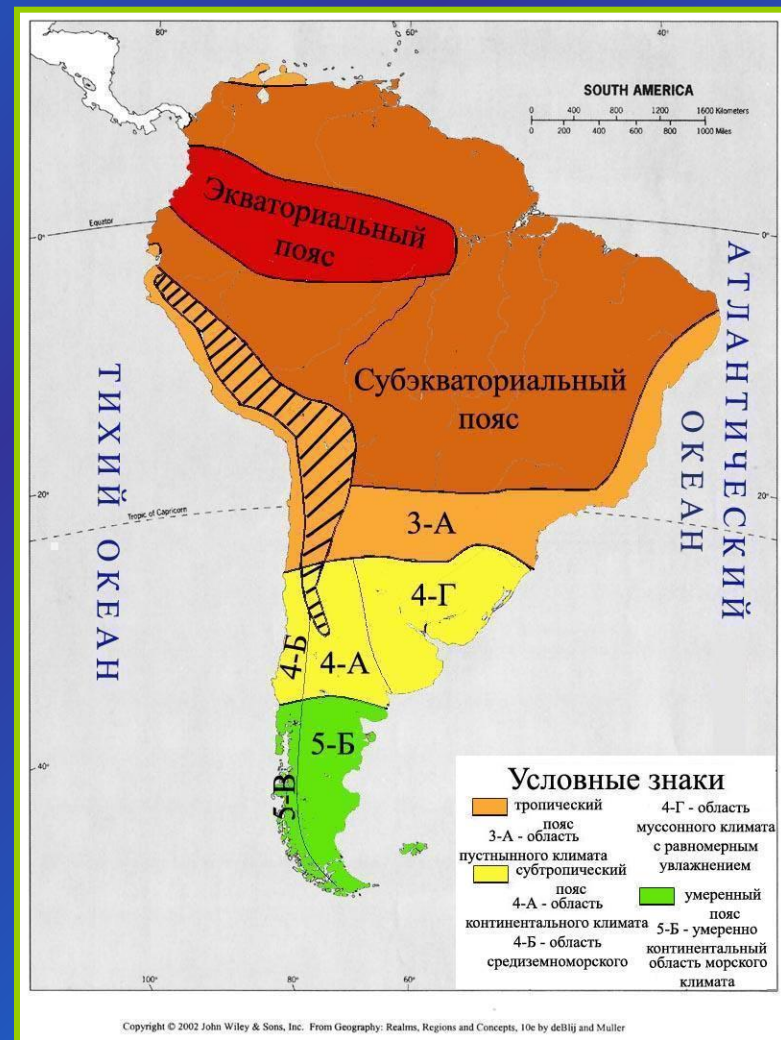 60°
40°
SOUTH AMERICA
0 400 800 1200 1600 Kilometers
0 200 400 600 800 1000 Miles
Экваториальный
пояс
Equator
0°
0°
АТЛАНТИЧЕСКИЙ
ОКЕАН
ТИХИЙ ОКЕАН
Субэкваториальный
пояс
20°
20°
Tropic of Capricorn
3-А
4-Г
4-Б
4-А
5-Б
5-В
40°
Условные знаки
тропический
пояс
3-А - область
пустнынного климата
субтропический
пояс
4-А - область
континентального климата
4-Б - область
средиземноморского
4-Г - область
муссонного климата
с равномерным
увлажнением
умеренный
пояс
5-Б - умеренно
континентальный
область морского
климата
100°
80°
60°
Copyright © 2002 John Wiley & Sons, Inc. From Geography: Realms, Regions and Concepts, 10e by deBlij and Muller